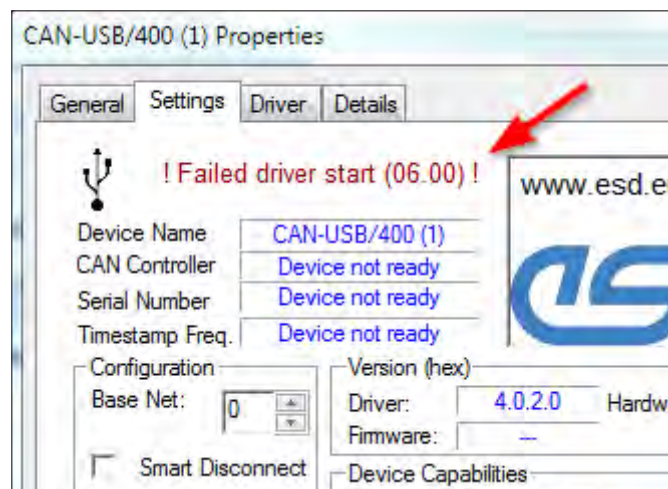 CAN-USB/400 (1) Properties
General Settings Driver Details
! Failed driver start (06.00) !
www.esd.e
Device Name CAN-USB/400 (1)
CAN Controller Device not ready
Serial Number Device not ready
Timestamp Freq. Device not ready
Configuration
Base Net: 0
Smart Disconnect
Version (hex)
Driver: 4.0.2.0 Hardw
Firmware: ---
Device Capabilities